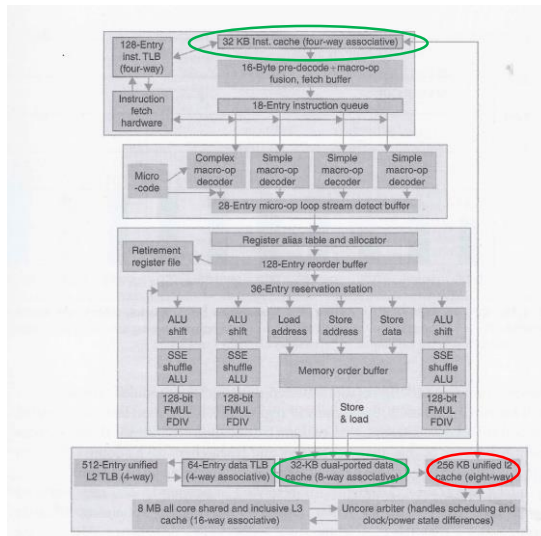 32 KB Inst. cache (four-way associative)
128-Entry
inst. TLB
(four-way)
16-Byte pre-decode+macro-op
fusion, fetch buffer
Instruction
fetch
hardware
18-Entry instruction queue
Micro
-code
Complex
macro-op
decoder
Simple
macro-op
decoder
Simple
macro-op
decoder
Simple
macro-op
decoder
28-Entry micro-op loop stream detect buffer
Register alias table and allocator
Retirement
register file
128-Entry reorder buffer
36-Entry reservation station
ALU
shift
ALU
shift
Load
address
Store
address
Store
data
ALU
shift
SSE
shuffle
ALU
SSE
shuffle
ALU
Memory order buffer
SSE
shuffle
ALU
128-bit
FMUL
FDIV
128-bit
FMUL
FDIV
Store
& load
128-bit
FMUL
FDIV
512-Entry unified
L2 TLB (4-way)
64-Entry data TLB
(4-way associative)
32-KB dual-ported data
cache (8-way associative)
256 KB unified l2
cache (eight-way)
8 MB all core shared and inclusive L3
cache (16-way associative)
Uncore arbiter (handles scheduling and
clock/power state differences)